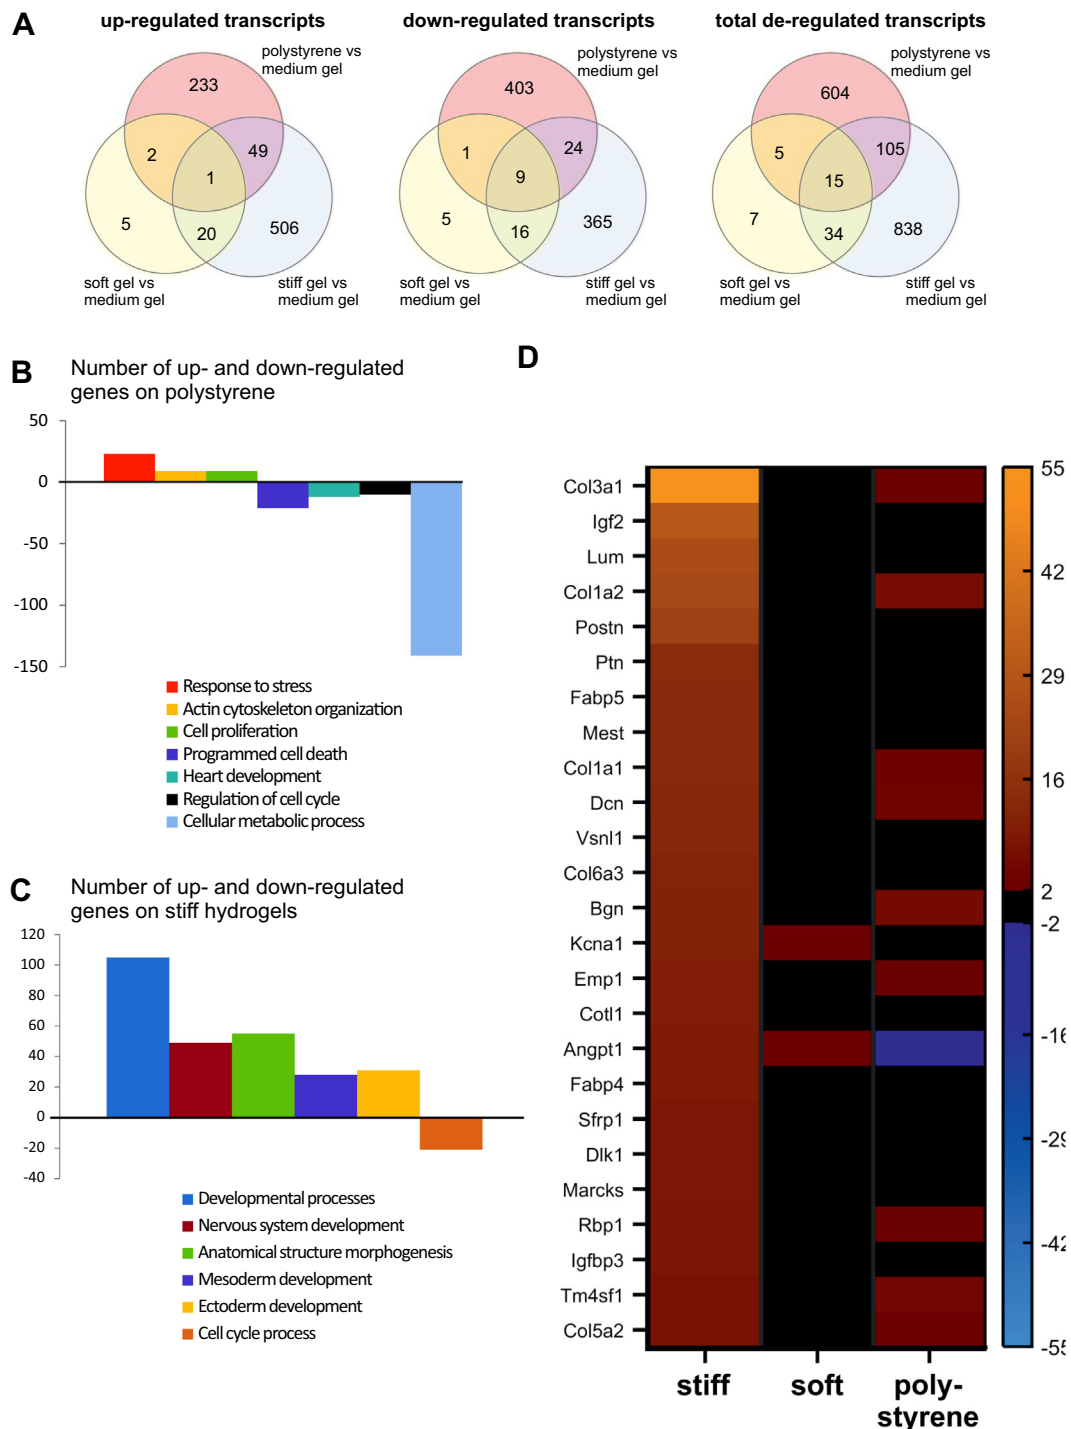 A
up-regulated transcripts
down-regulated transcripts
total de-regulated transcripts
polystyrene vs
medium gel
233
2
49
1
5
20
506
soft gel vs
medium gel
stiff gel vs
medium gel
polystyrene vs
medium gel
403
1
24
9
5
16
365
soft gel vs
medium gel
stiff gel vs
medium gel
polystyrene vs
medium gel
604
5
105
15
7
34
838
soft gel vs
medium gel
stiff gel vs
medium gel
B
Number of up- and down-regulated
genes on polystyrene
50
0
-50
-100
-150
Response to stress
Actin cytoskeleton organization
Cell proliferation
Programmed cell death
Heart development
Regulation of cell cycle
Cellular metabolic process
C
Number of up- and down-regulated
genes on stiff hydrogels
120
100
80
60
40
20
0
-20
-40
Developmental processes
Nervous system development
Anatomical structure morphogenesis
Mesoderm development
Ectoderm development
Cell cycle process
D
Col3a1
Igf2
Lum
Col1a2
Postn
Ptn
Fabp5
Mest
Col1a1
Dcn
Vsnl1
Col6a3
Bgn
Kcna1
Emp1
Cotl1
Angpt1
Fabp4
Sfrp1
Dlk1
Marcks
Rbp1
Igfbp3
Tm4sf1
Col5a2
stiff
soft
poly-
styrene
55
42
29
16
2
-2
-16
-29
-42
-55